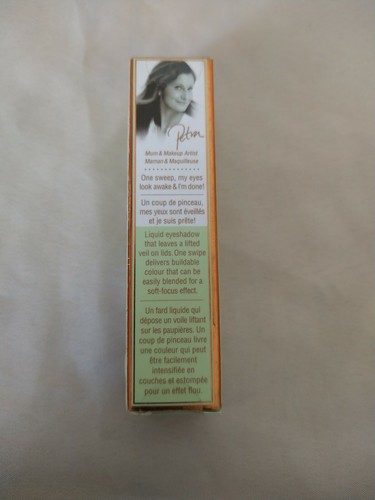 Petra
Mum & Makeup Artist
Maman & Maquilleuse
One sweep, my eyes
look awake & I'm done!
Un coup de pinceau,
mes yeux sont éveillés
et je suis prête!
Liquid eyeshadow
that leaves a lifted
veil on lids. One swipe
delivers buildable
colour that can be
easily blended for a
soft-focus effect.
Un fard liquide qui
dépose un voile liftant
sur les paupières. Un
coup de pinceau livre
une couleur qui peut
être facilement
intensifiée en
couches et estompée
pour un effet flou.